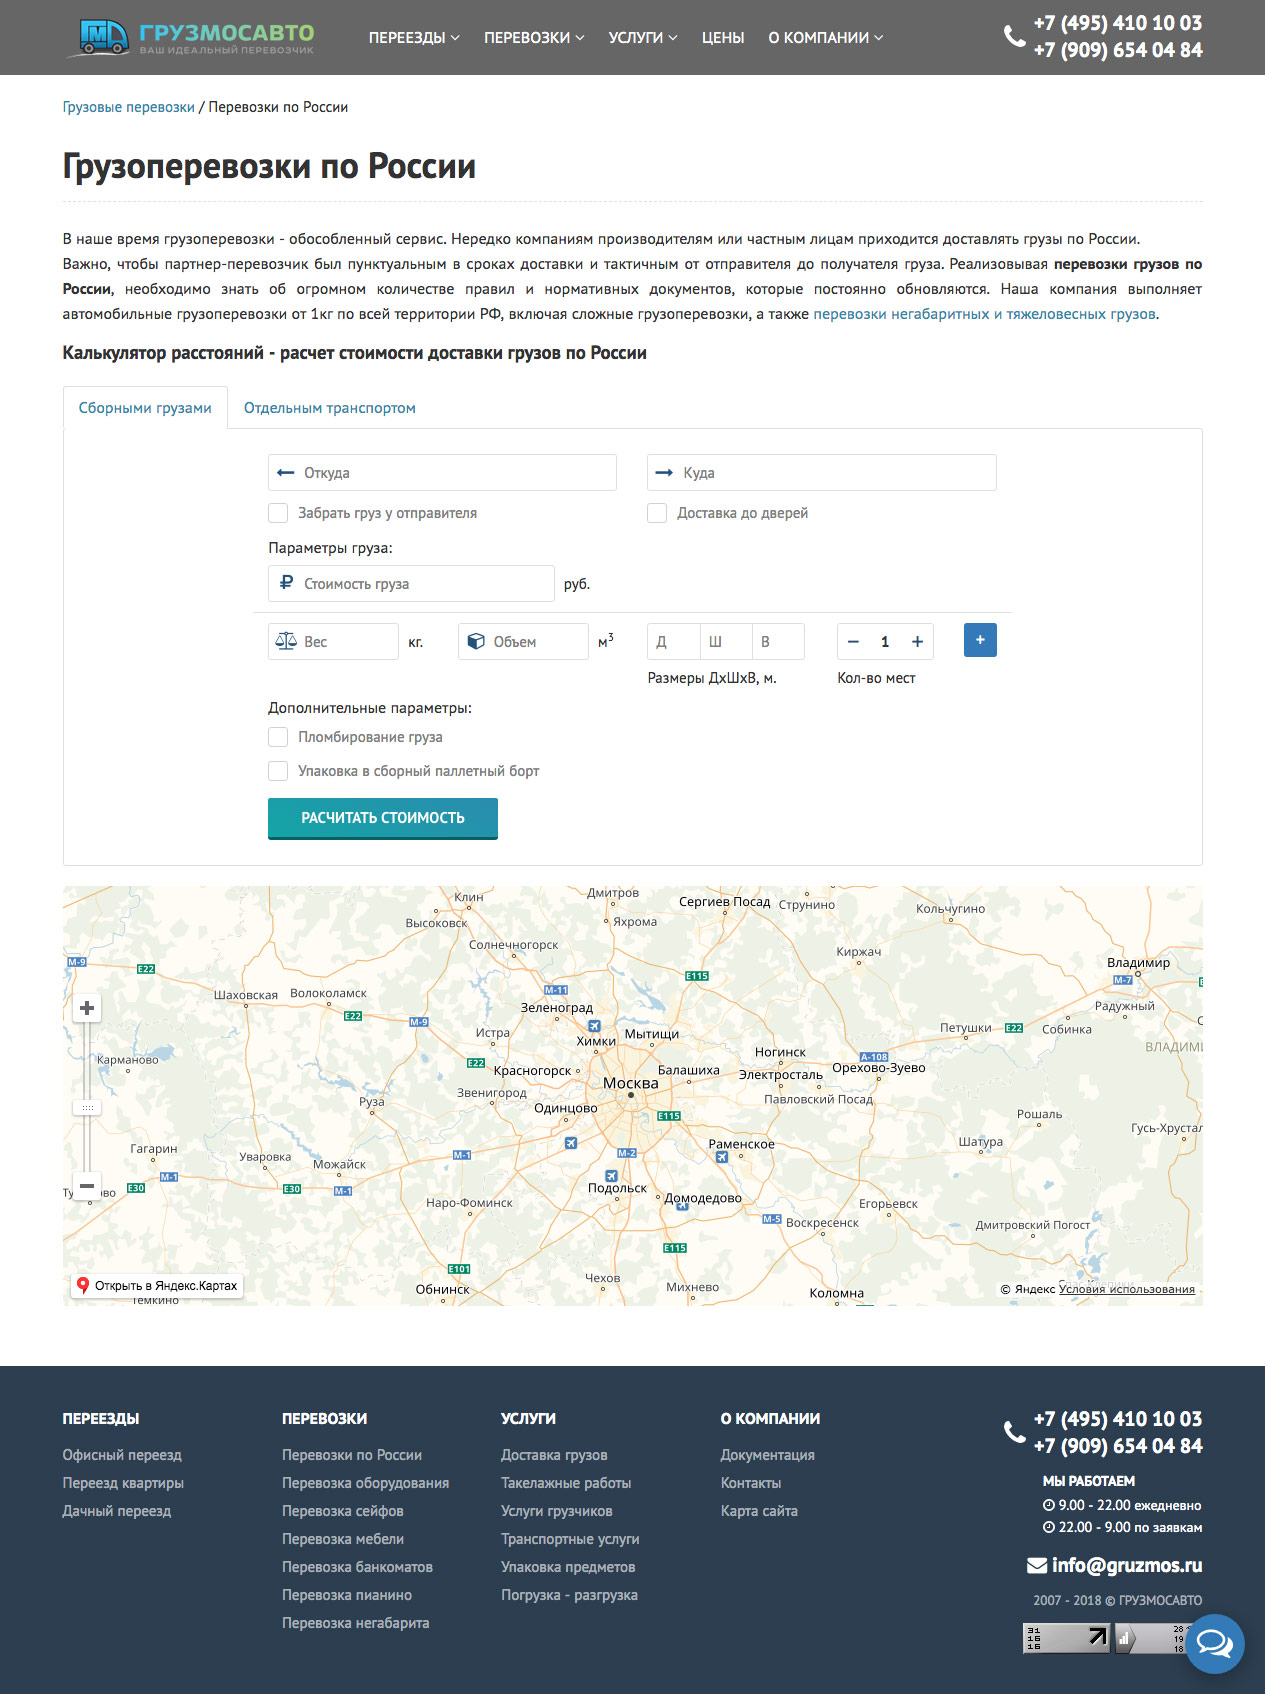 ГРУЗМОСАВТО
ВАШ ИДЕАЛЬНЫЙ ПЕРЕВОЗЧИК
ПЕРЕЕЗДЫ
ПЕРЕВОЗКИ
УСЛУГИ
ЦЕНЫ
О КОМПАНИИ
+7 (495) 410 10 03
+7 (909) 654 04 84
Грузовые перевозки / Перевозки по России
Грузоперевозки по России
В наше время грузоперевозки - обособленный сервис. Нередко компаниям производителям или частным лицам приходится доставлять грузы по России.
Важно, чтобы партнер-перевозчик был пунктуальным в сроках доставки и тактичным от отправителя до получателя груза. Реализовывая перевозки грузов по
России, необходимо знать об огромном количестве правил и нормативных документов, которые постоянно обновляются. Наша компания выполняет
автомобильные грузоперевозки от 1кг по всей территории РФ, включая сложные грузоперевозки, а также перевозки негабаритных и тяжеловесных грузов.
Калькулятор расстояний - расчет стоимости доставки грузов по России
Сборными грузами
Отдельным транспортом
Откуда
Куда
Забрать груз у отправителя
Доставка до дверей
Параметры груза:
₽ Стоимость груза руб.
Вес кг.
Объем м³
Д Ш В
− 1 +
+
Размеры ДхШхВ, м.
Кол-во мест
Дополнительные параметры:
Пломбирование груза
Упаковка в сборный паллетный борт
РАСЧИТАТЬ СТОИМОСТЬ
Клин
Дмитров
Сергиев Посад
Струнино
Кольчугино
Высоковск
Яхрома
Солнечногорск
Киржач
М-9
E22
E115
Владимир
М-7
Шаховская
Волоколамск
М-11
Зеленоград
Радужный
E22
М-9
Истра
Химки
Мытищи
Петушки
E22
Собинка
ВЛАДИМИ
Карманово
E22
Красногорск
Москва
Балашиха
Ногинск
Электросталь
А-108
Орехово-Зуево
Руза
Звенигород
Одинцово
E115
Павловский Посад
Рошаль
Гусь-Хрустал
Гагарин
Уваровка
Можайск
М-1
М-2
Раменское
Шатура
М-1
E30
E30
М-1
Наро-Фоминск
Подольск
Домодедово
М-5
Воскресенск
Егорьевск
Дмитровский Погост
E115
E101
Обнинск
Чехов
Михнево
Коломна
Открыть в Яндекс.Картах
Темкино
© Яндекс Условия использования
ПЕРЕЕЗДЫ
Офисный переезд
Переезд квартиры
Дачный переезд
ПЕРЕВОЗКИ
Перевозки по России
Перевозка оборудования
Перевозка сейфов
Перевозка мебели
Перевозка банкоматов
Перевозка пианино
Перевозка негабарита
УСЛУГИ
Доставка грузов
Такелажные работы
Услуги грузчиков
Транспортные услуги
Упаковка предметов
Погрузка - разгрузка
О КОМПАНИИ
Документация
Контакты
Карта сайта
+7 (495) 410 10 03
+7 (909) 654 04 84
МЫ РАБОТАЕМ
9.00 - 22.00 ежедневно
22.00 - 9.00 по заявкам
info@gruzmos.ru
2007 - 2018 © ГРУЗМОСАВТО
31
16
16
28
19
18